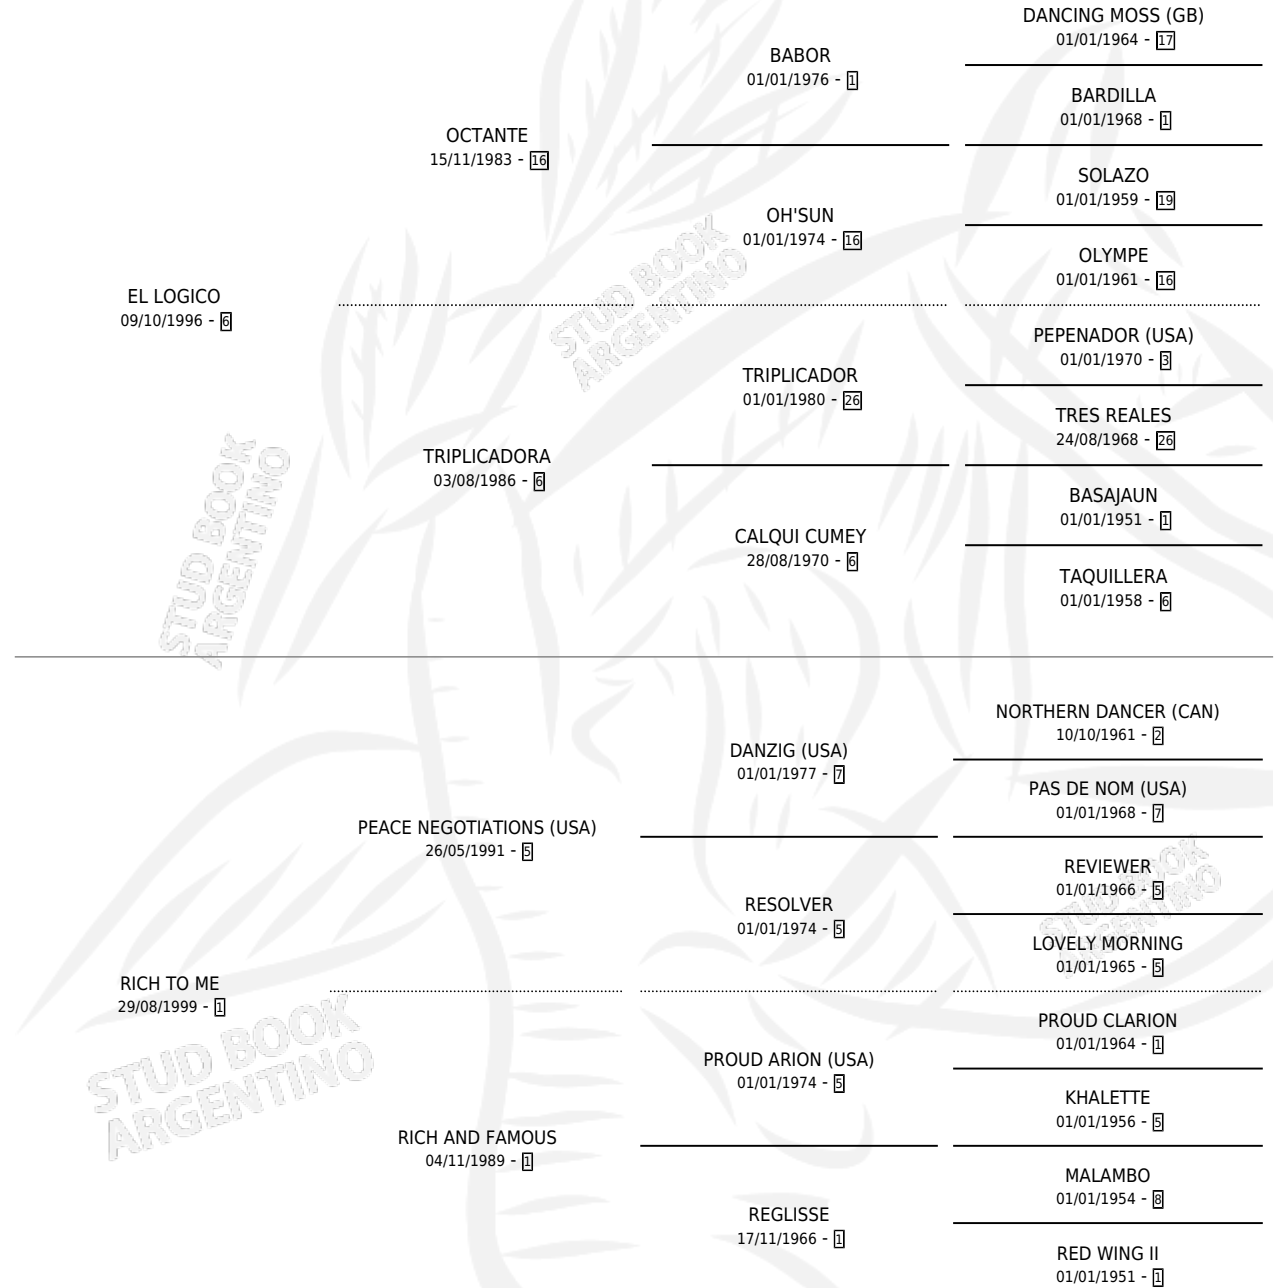 EL LOGICO
09/10/1996 - 6
OCTANTE
15/11/1983 - 16
BABOR
01/01/1976 - 1
DANCING MOSS (GB)
01/01/1964 - 17
BARDILLA
01/01/1968 - 1
OH'SUN
01/01/1974 - 16
SOLAZO
01/01/1959 - 19
OLYMPE
01/01/1961 - 16
TRIPLICADORA
03/08/1986 - 6
TRIPLICADOR
01/01/1980 - 26
PEPENADOR (USA)
01/01/1970 - 3
TRES REALES
24/08/1968 - 26
CALQUI CUMEY
28/08/1970 - 6
BASAJAUN
01/01/1951 - 1
TAQUILLERA
01/01/1958 - 6
RICH TO ME
29/08/1999 - 1
PEACE NEGOTIATIONS (USA)
26/05/1991 - 5
DANZIG (USA)
01/01/1977 - 7
NORTHERN DANCER (CAN)
10/10/1961 - 2
PAS DE NOM (USA)
01/01/1968 - 7
RESOLVER
01/01/1974 - 5
REVIEWER
01/01/1966 - 5
LOVELY MORNING
01/01/1965 - 5
RICH AND FAMOUS
04/11/1989 - 1
PROUD ARION (USA)
01/01/1974 - 5
PROUD CLARION
01/01/1964 - 1
KHALETTE
01/01/1956 - 5
REGLISSE
17/11/1966 - 1
MALAMBO
01/01/1954 - 8
RED WING II
01/01/1951 - 1
STUD BOOK
ARGENTINO
STUD BOOK
ARGENTINO
STUD BOOK
ARGENTINO
STUD BOOK
ARGENTINO